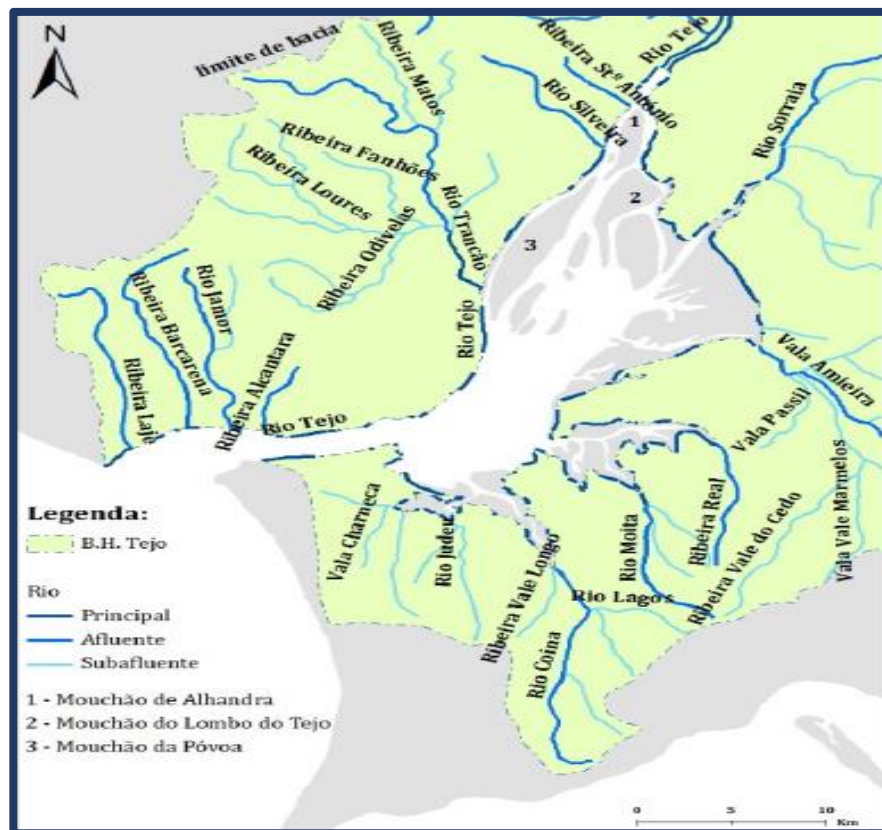 N
limite de bacia
Ribeira Matos
Ribeira Stº António
Rio Tejo
Rio Silveira
Rio Sorraia
1
2
3
Ribeira Fanhões
Ribeira Loures
Ribeira Odivelas
Rio Trancão
Rio Tejo
Rio Jamor
Ribeira Barcarena
Ribeira Laje
Ribeira Alcantara
Rio Tejo
Vala Amieira
Vala Passil
Vala Vale Marmelos
Ribeira Vale do Cedo
Ribeira Real
Rio Moita
Rio Lagos
Ribeira Vale Longo
Rio Coina
Rio Judeu
Vala Charneca
Legenda:
B.H. Tejo
Rio
Principal
Afluente
Subafluente
1 - Mouchão de Alhandra
2 - Mouchão do Lombo do Tejo
3 - Mouchão da Póvoa
0 5 10
Km